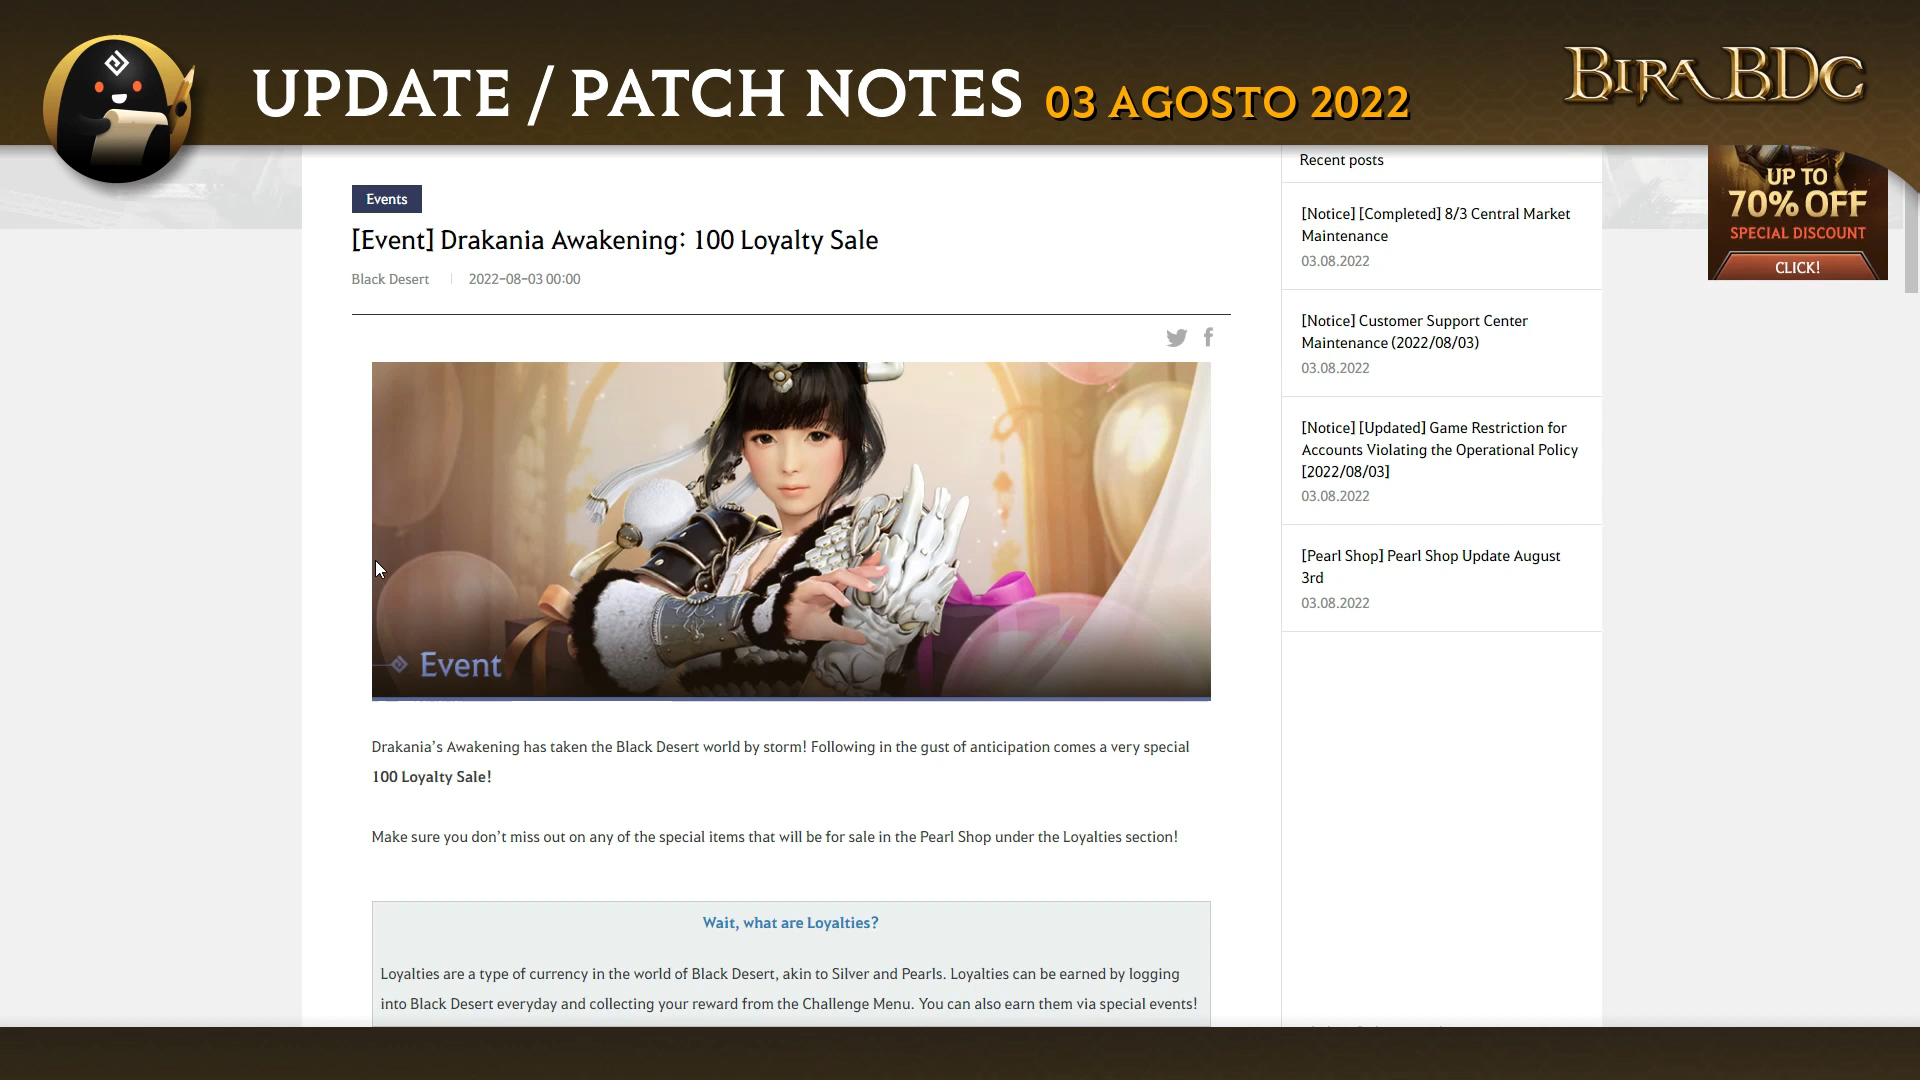 UPDATE / PATCH NOTES 03 AGOSTO 2022
BIRA BDC
Events
[Event] Drakania Awakening: 100 Loyalty Sale
Black Desert
2022-08-03 00:00
Event
Drakania's Awakening has taken the Black Desert world by storm! Following in the gust of anticipation comes a very special
100 Loyalty Sale!
Make sure you don't miss out on any of the special items that will be for sale in the Pearl Shop under the Loyalties section!
Wait, what are Loyalties?
Loyalties are a type of currency in the world of Black Desert, akin to Silver and Pearls. Loyalties can be earned by logging
into Black Desert everyday and collecting your reward from the Challenge Menu. You can also earn them via special events!
Recent posts
[Notice] [Completed] 8/3 Central Market
Maintenance
03.08.2022
[Notice] Customer Support Center
Maintenance (2022/08/03)
03.08.2022
[Notice] [Updated] Game Restriction for
Accounts Violating the Operational Policy
[2022/08/03]
03.08.2022
[Pearl Shop] Pearl Shop Update August
3rd
03.08.2022
UP TO
70% OFF
SPECIAL DISCOUNT
CLICK!